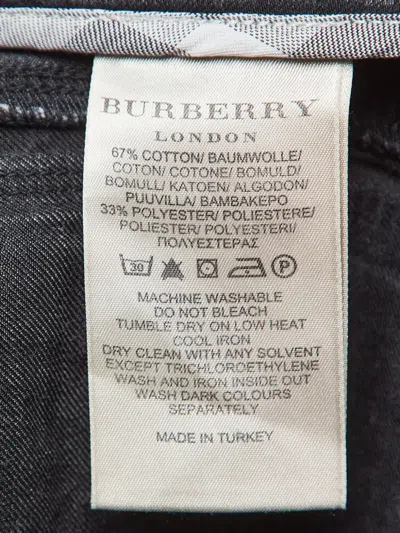 BURBERRY
LONDON
67% COTTON/ BAUMWOLLE/
COTON/ COTONE/ BOMULD/
BOMULL/ KATOEN/ ALGODON/
PUUVILLA/ BAMBAKEPO
33% POLYESTER/ POLIESTERE/
POLYESTER/ POLYESTERI/
ΠΟΛΥΕΣΤΕΡΑΣ
30 P
MACHINE WASHABLE
DO NOT BLEACH
TUMBLE DRY ON LOW HEAT
COOL IRON
DRY CLEAN WITH ANY SOLVENT
EXCEPT TRICHLOROETHYLENE
WASH AND IRON INSIDE OUT
WASH DARK COLOURS
SEPARATELY
MADE IN TURKEY